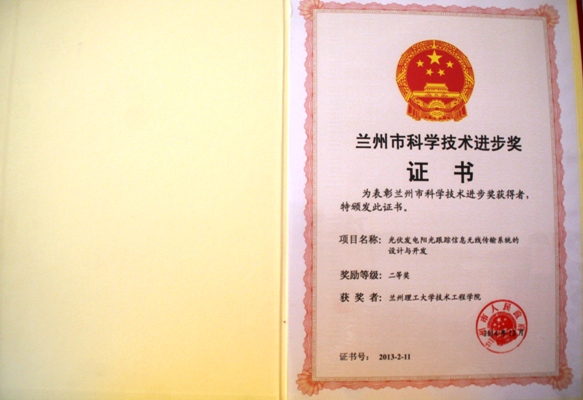 兰州市科学技术进步奖
证书
为表彰兰州市科学技术进步奖获得者，
特颁发此证书。
项目名称： 光伏发电阳光跟踪信息无线传输系统的
设计与开发
奖励等级： 二等奖
获 奖 者： 兰州理工大学技术工程学院
证书号： 2013-2-11